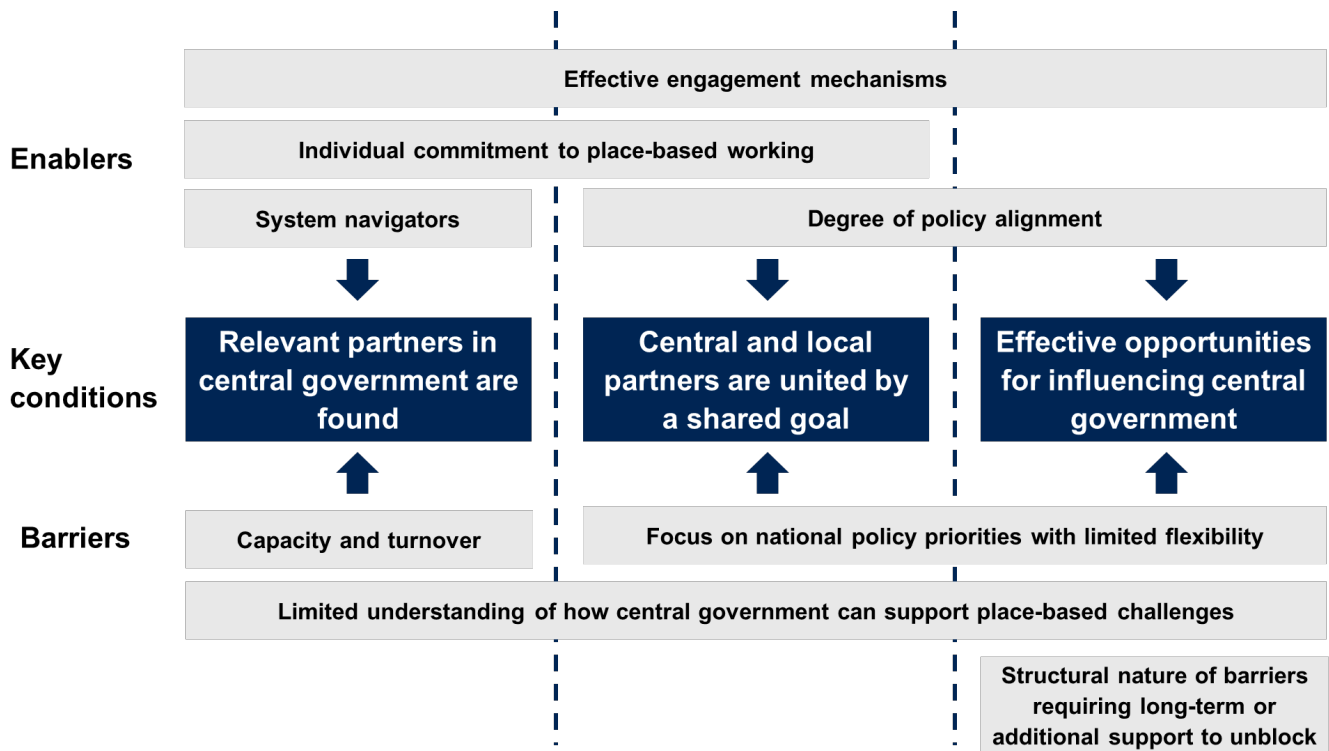 Effective engagement mechanisms
Enablers
Individual commitment to place-based working
System navigators
Degree of policy alignment
Key
conditions
Relevant partners in
central government are
found
Central and local
partners are united by
a shared goal
Effective opportunities
for influencing central
government
Barriers
Capacity and turnover
Focus on national policy priorities with limited flexibility
Limited understanding of how central government can support place-based challenges
Structural nature of barriers
requiring long-term or
additional support to unblock